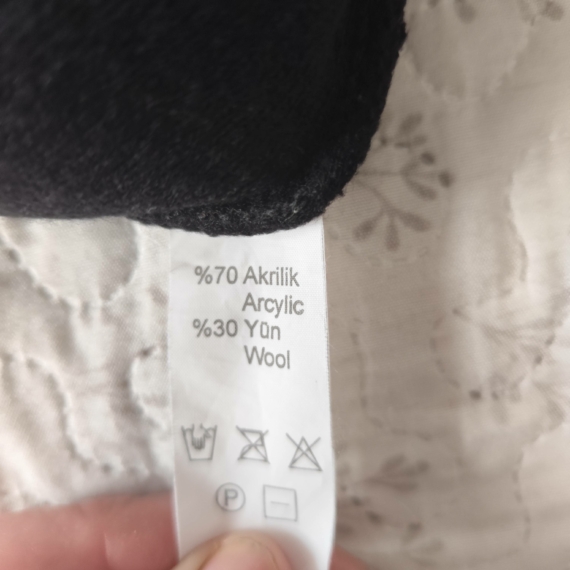 %70 Akrilik
Arcylic
%30 Yün
Wool
P